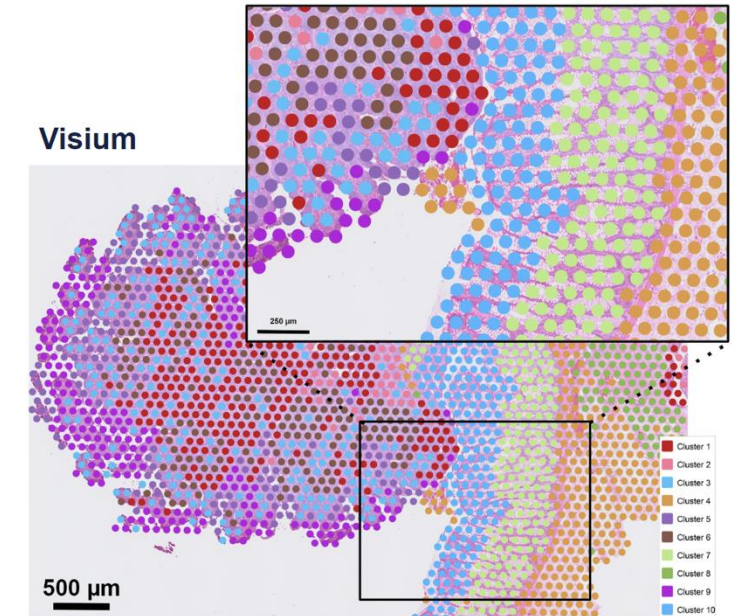 Visium
250 µm
500 µm
Cluster 1
Cluster 2
Cluster 3
Cluster 4
Cluster 5
Cluster 6
Cluster 7
Cluster 8
Cluster 9
Cluster 10